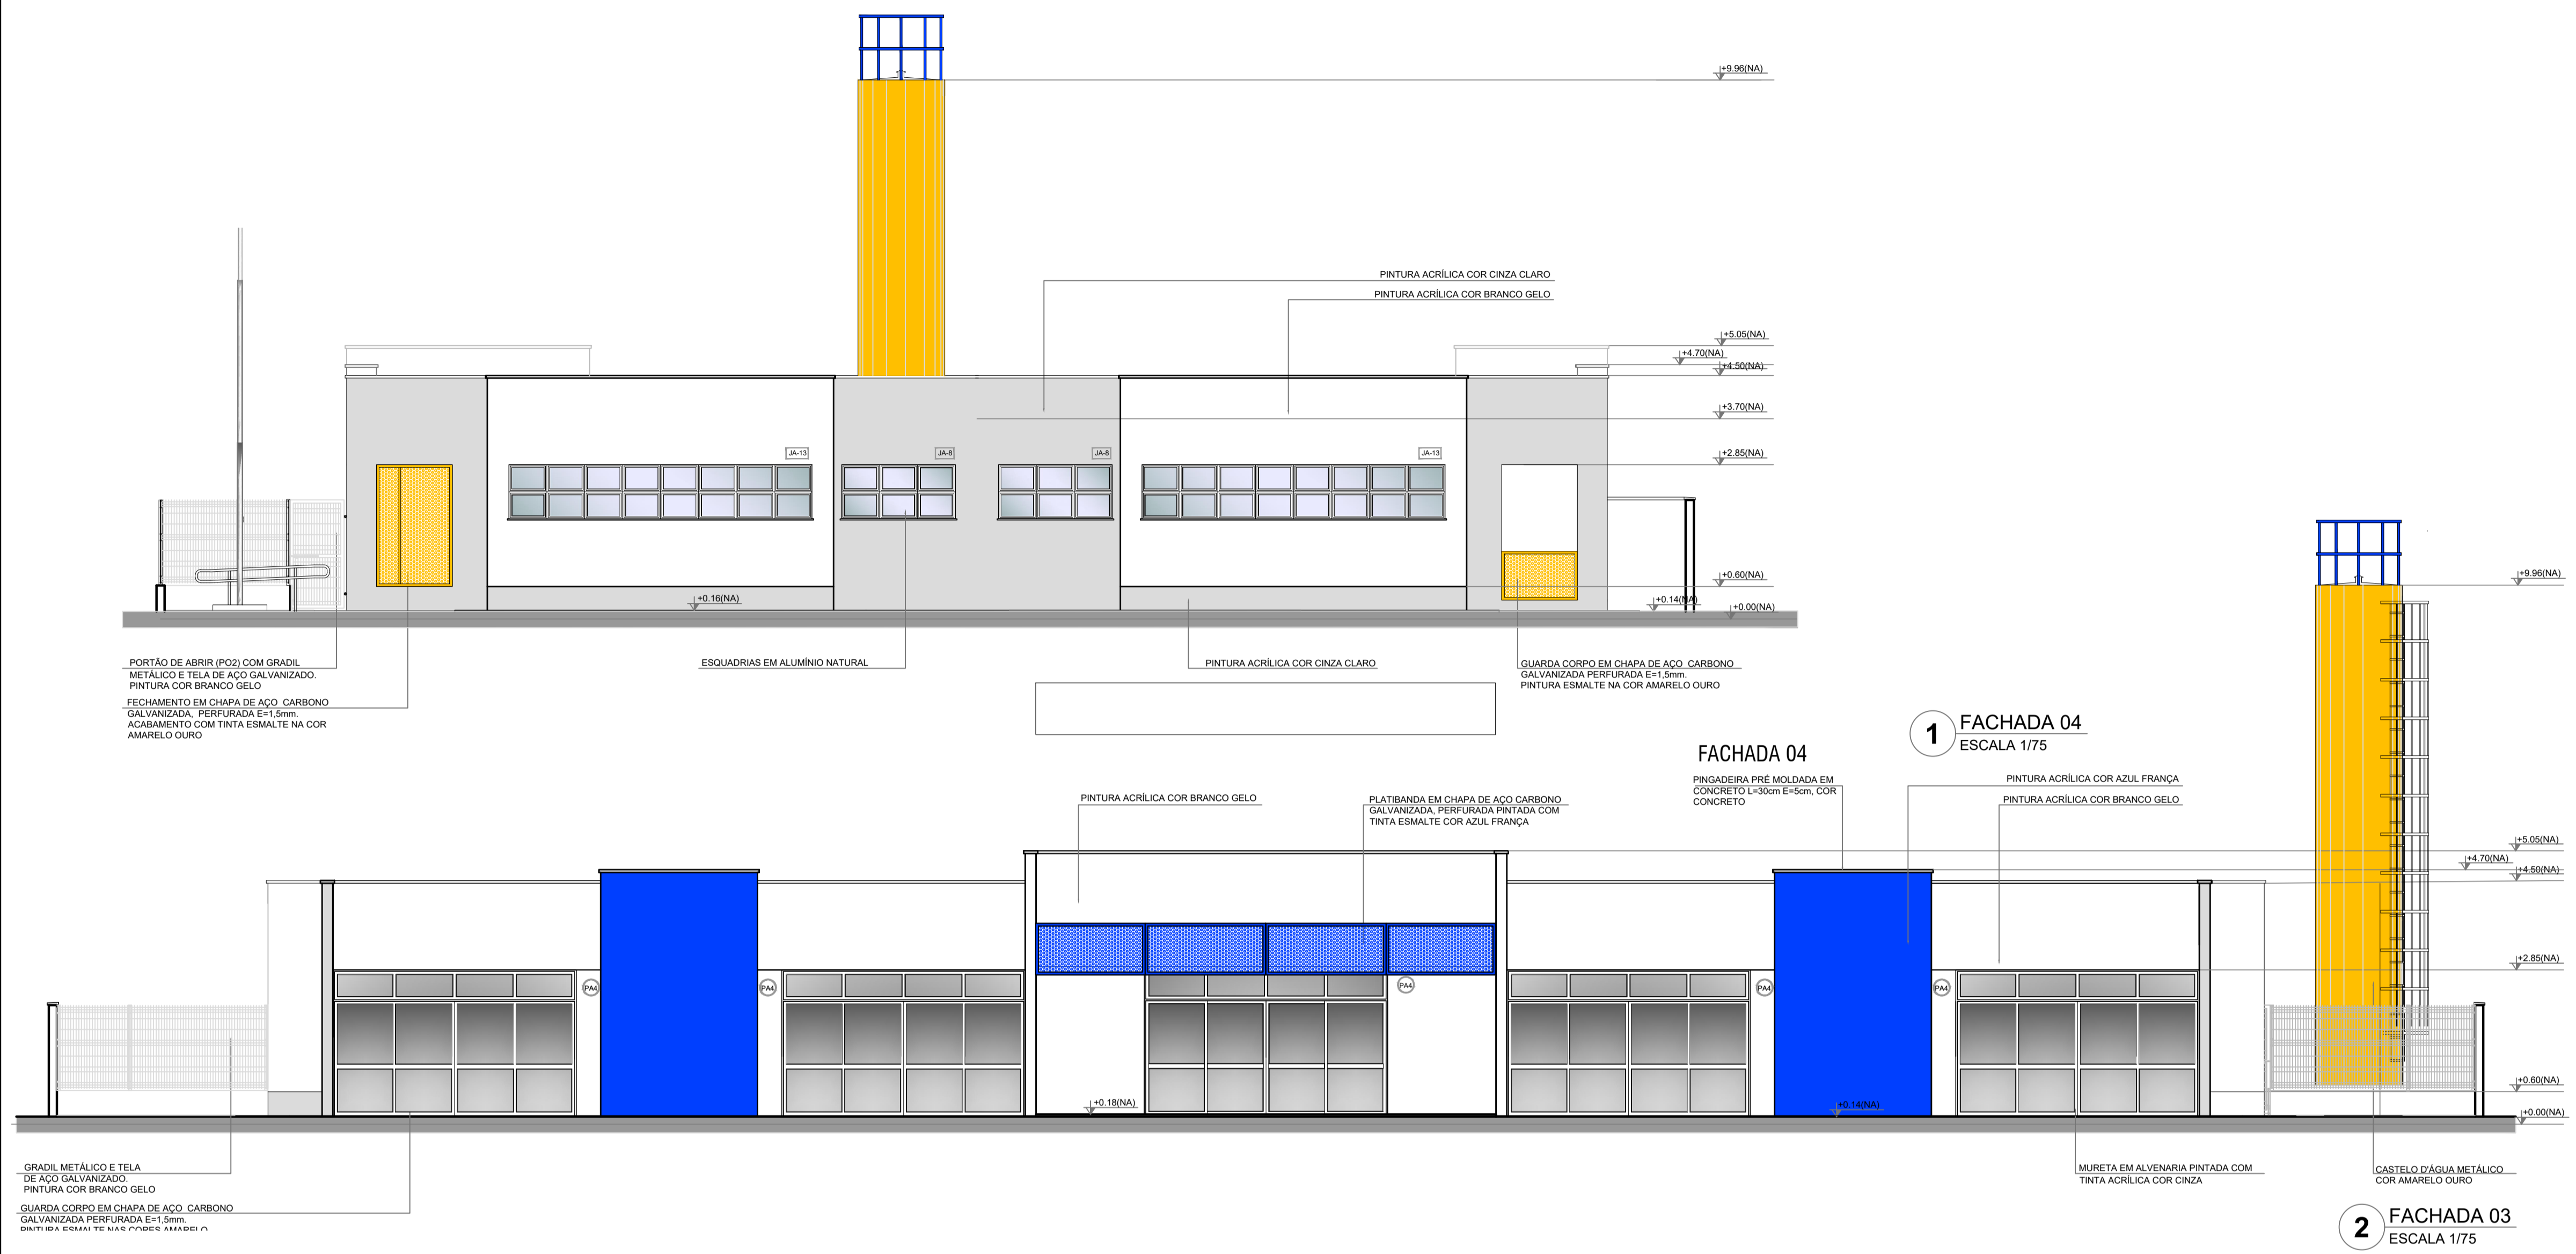 +9.96(NA)
PINTURA ACRÍLICA COR CINZA CLARO
PINTURA ACRÍLICA COR BRANCO GELO
+5.05(NA)
+4.70(NA)
+4.50(NA)
+3.70(NA)
JA-13
JA-8
JA-8
JA-13
+2.85(NA)
+0.60(NA)
+0.16(NA)
+0.14(NA)
+0.00(NA)
PORTÃO DE ABRIR (PO2) COM GRADIL
METÁLICO E TELA DE AÇO GALVANIZADO.
PINTURA COR BRANCO GELO
FECHAMENTO EM CHAPA DE AÇO CARBONO
GALVANIZADA, PERFURADA E=1,5mm.
ACABAMENTO COM TINTA ESMALTE NA COR
AMARELO OURO
ESQUADRIAS EM ALUMÍNIO NATURAL
PINTURA ACRÍLICA COR CINZA CLARO
GUARDA CORPO EM CHAPA DE AÇO CARBONO
GALVANIZADA PERFURADA E=1,5mm.
PINTURA ESMALTE NA COR AMARELO OURO
1
FACHADA 04
ESCALA 1/75
FACHADA 04
PINGADEIRA PRÉ MOLDADA EM
CONCRETO L=30cm E=5cm, COR
CONCRETO
PINTURA ACRÍLICA COR AZUL FRANÇA
PINTURA ACRÍLICA COR BRANCO GELO
PINTURA ACRÍLICA COR BRANCO GELO
PLATIBANDA EM CHAPA DE AÇO CARBONO
GALVANIZADA, PERFURADA PINTADA COM
TINTA ESMALTE COR AZUL FRANÇA
+9.96(NA)
+5.05(NA)
+4.70(NA)
+4.50(NA)
+2.85(NA)
PA4
PA4
PA4
PA4
PA4
+0.60(NA)
+0.18(NA)
+0.14(NA)
+0.00(NA)
GRADIL METÁLICO E TELA
DE AÇO GALVANIZADO.
PINTURA COR BRANCO GELO
GUARDA CORPO EM CHAPA DE AÇO CARBONO
GALVANIZADA PERFURADA E=1,5mm.
PINTURA ESMALTE NAS CORES AMARELO
MURETA EM ALVENARIA PINTADA COM
TINTA ACRÍLICA COR CINZA
CASTELO D'ÁGUA METÁLICO
COR AMARELO OURO
2
FACHADA 03
ESCALA 1/75